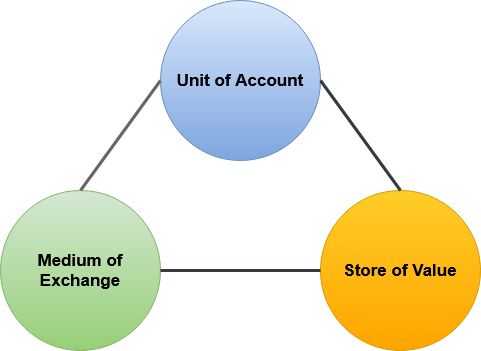 Unit of Account
Medium of
Exchange
Store of Value